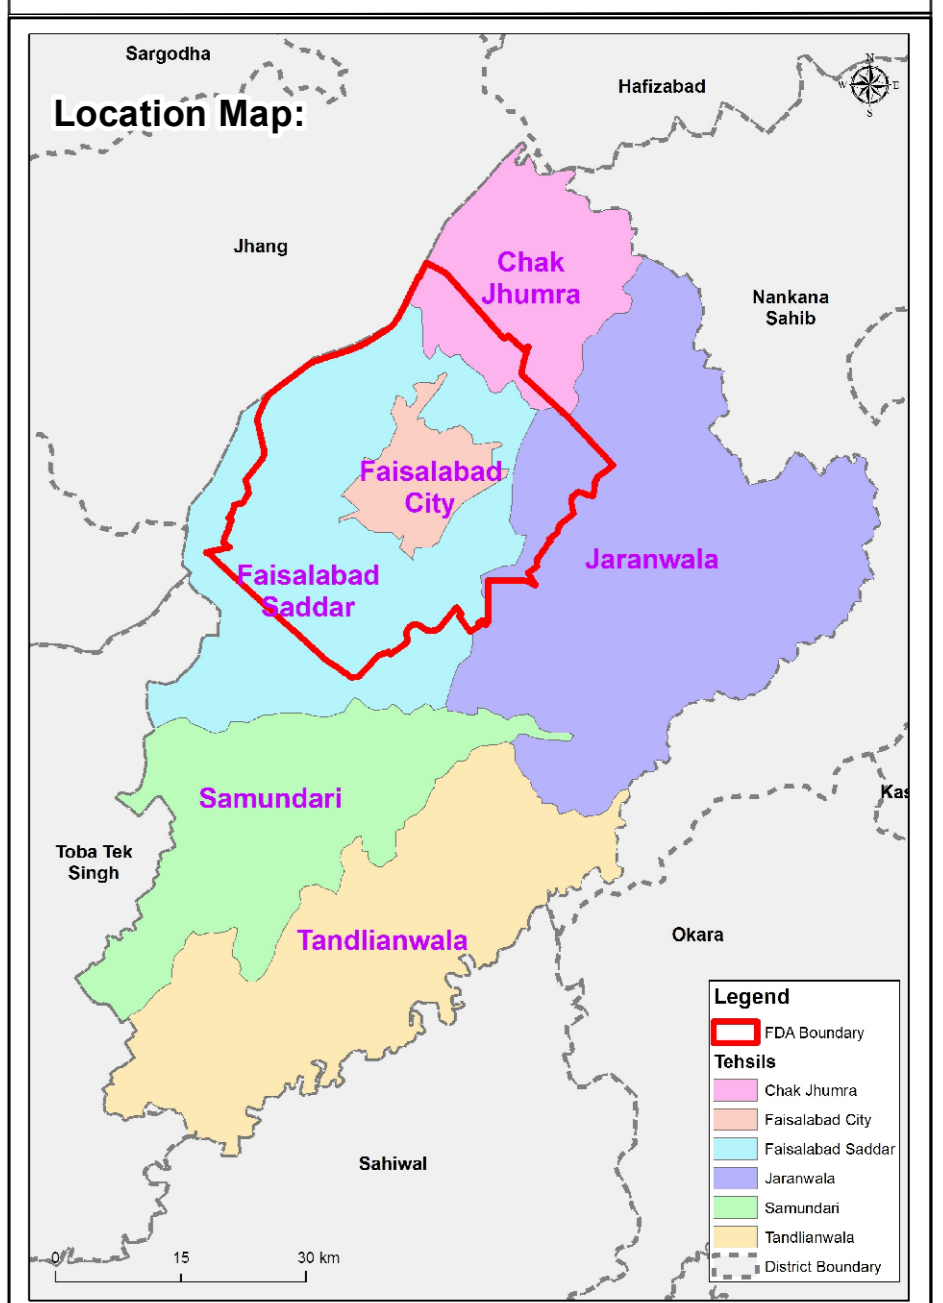 Sargodha
Hafizabad
N
W E
S
Location Map:
Jhang
Chak
Jhumra
Nankana
Sahib
Faisalabad
City
Jaranwala
Faisalabad
Saddar
Samundari
Kas
Toba Tek
Singh
Tandlianwala
Okara
Sahiwal
Legend
FDA Boundary
Tehsils
Chak Jhumra
Faisalabad City
Faisalabad Saddar
Jaranwala
Samundari
Tandlianwala
District Boundary
0 15 30 km